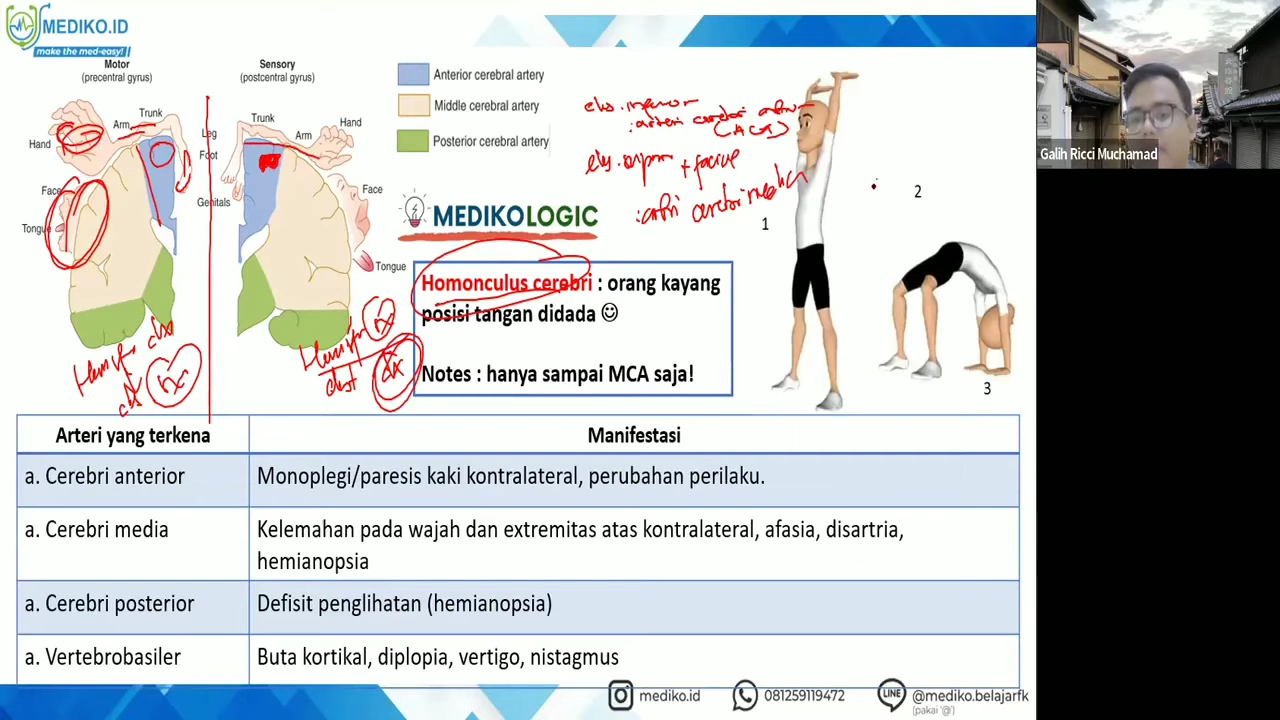 MEDIKO.ID
make the med-easy!
Motor
(precentral gyrus)
Sensory
(postcentral gyrus)
Anterior cerebral artery
Middle cerebral artery
Posterior cerebral artery
Trunk
Arm
Hand
Face
Tongue
Leg
Foot
Genitals
Trunk
Arm
Hand
Face
Tongue
(ACA)
MEDIKOLOGIC
Homonculus cerebri : orang kayang
posisi tangan didada ☺
Notes : hanya sampai MCA saja!
1
2
3
Arteri yang terkena
Manifestasi
a. Cerebri anterior
Monoplegi/paresis kaki kontralateral, perubahan perilaku.
a. Cerebri media
Kelemahan pada wajah dan extremitas atas kontralateral, afasia, disartria,
hemianopsia
a. Cerebri posterior
Defisit penglihatan (hemianopsia)
a. Vertebrobasiler
Buta kortikal, diplopia, vertigo, nistagmus
mediko.id
081259119472
LINE
@mediko.belajarfk
(pakai '@')
Galih Ricci Muchamad